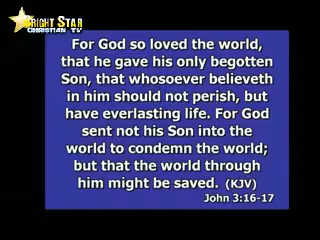 Bright Star
CHRISTIAN TV
For God so loved the world,
that he gave his only begotten
Son, that whosoever believeth
in him should not perish, but
have everlasting life. For God
sent not his Son into the
world to condemn the world;
but that the world through
him might be saved. (KJV)
John 3:16-17